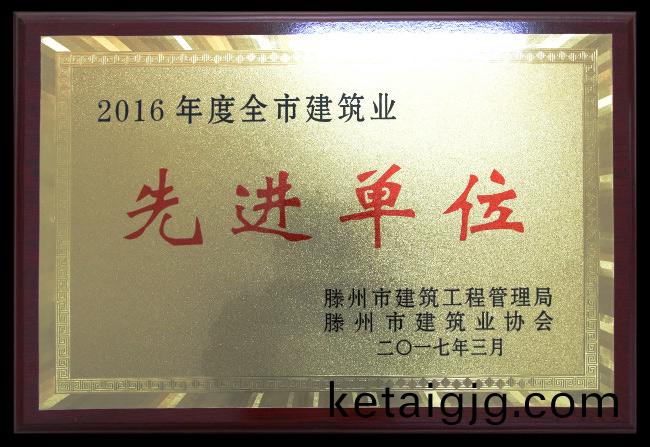 2016年度全市建筑业
先进单位
滕州市建筑工程管理局
滕州市建筑业协会
二〇一七年三月
ketaigjg.com